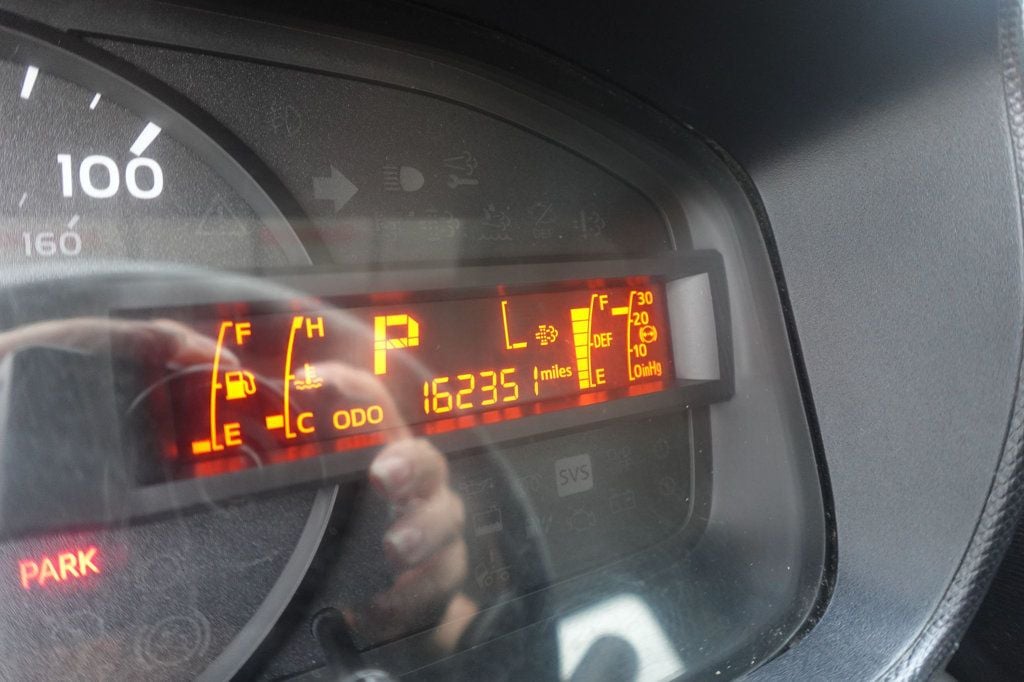 100
160
F
E
H
C
P
ODO
162351 miles
L
F
DEF
E
30
20
10
0inHg
SVS
PARK